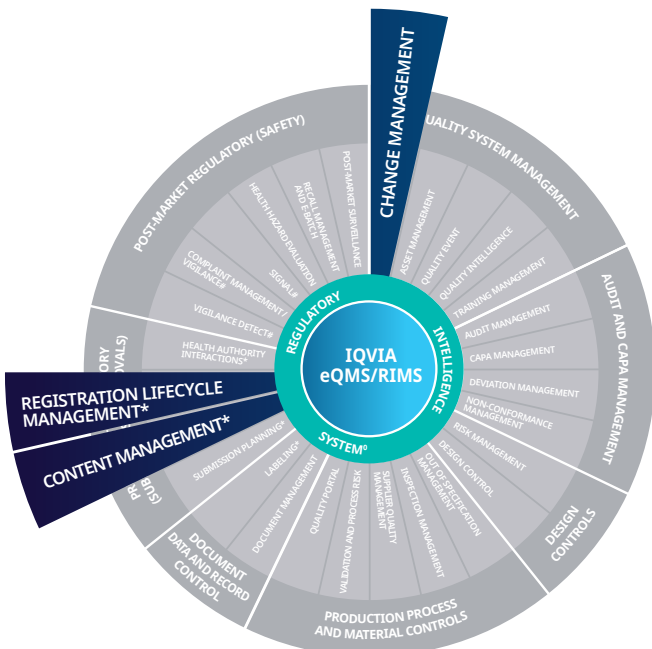 CHANGE MANAGEMENT
UALITY SYSTEM MANAGEMENT
ASSET MANAGEMENT
QUALITY EVENT
QUALITY INTELLIGENCE
TRAINING MANAGEMENT
AUDIT AND CAPA MANAGEMENT
AUDIT MANAGEMENT
CAPA MANAGEMENT
DEVIATION MANAGEMENT
NON-CONFORMANCE
MANAGEMENT
DESIGN
CONTROLS
RISK MANAGEMENT
DESIGN CONTROL
PRODUCTION PROCESS
AND MATERIAL CONTROLS
OUT OF SPECIFICATION
MANAGEMENT
INSPECTION MANAGEMENT
SUPPLIER QUALITY
MANAGEMENT
VALIDATION AND PROCESS RISK
QUALITY PORTAL
DOCUMENT
DATA AND RECORD
CONTROL
DOCUMENT MANAGEMENT
LABELING*
PR
(SUB
ORY
OVALS)
SUBMISSION PLANNING*
CONTENT MANAGEMENT*
REGISTRATION LIFECYCLE
MANAGEMENT*
HEALTH AUTHORITY
INTERACTIONS*
POST-MARKET REGULATORY (SAFETY)
VIGILANCE DETECT#
COMPLAINT MANAGEMENT /
VIGILANCE#
SIGNAL#
HEALTH HAZARD EVALUATION
RECALL MANAGEMENT
AND E-BATCH
POST-MARKET SURVEILLANCE
REGULATORY
INTELLIGENCE
SYSTEM⁰
IQVIA
eQMS/RIMS